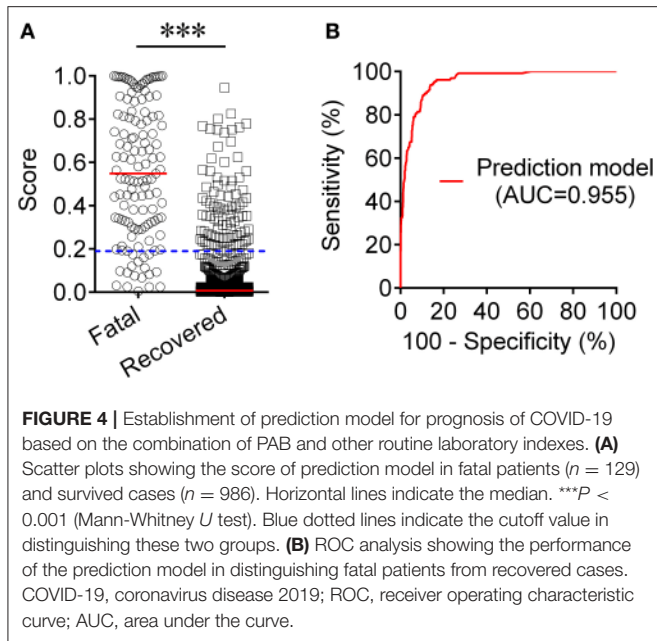 A
***
Score
1.0
0.8
0.6
0.4
0.2
0.0
Fatal
Recovered
B
Sensitivity (%)
100
80
60
40
20
0
Prediction model
(AUC=0.955)
0 20 40 60 80 100
100 - Specificity (%)
FIGURE 4 | Establishment of prediction model for prognosis of COVID-19
based on the combination of PAB and other routine laboratory indexes. (A)
Scatter plots showing the score of prediction model in fatal patients (n = 129)
and survived cases (n = 986). Horizontal lines indicate the median. ***P <
0.001 (Mann-Whitney U test). Blue dotted lines indicate the cutoff value in
distinguishing these two groups. (B) ROC analysis showing the performance
of the prediction model in distinguishing fatal patients from recovered cases.
COVID-19, coronavirus disease 2019; ROC, receiver operating characteristic
curve; AUC, area under the curve.